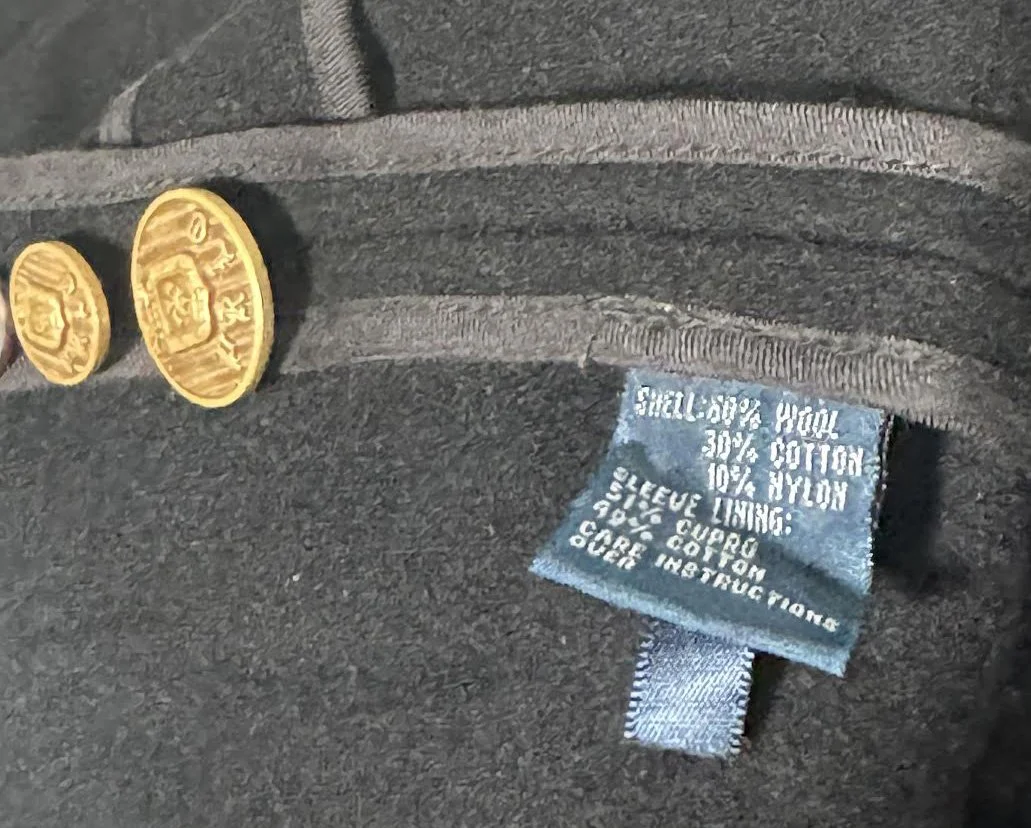 SHELL:60% WOOL
30% COTTON
10% NYLON
SLEEVE LINING:
51% CUPRO
49% COTTON
CARE INSTRUCTIONS
OVER